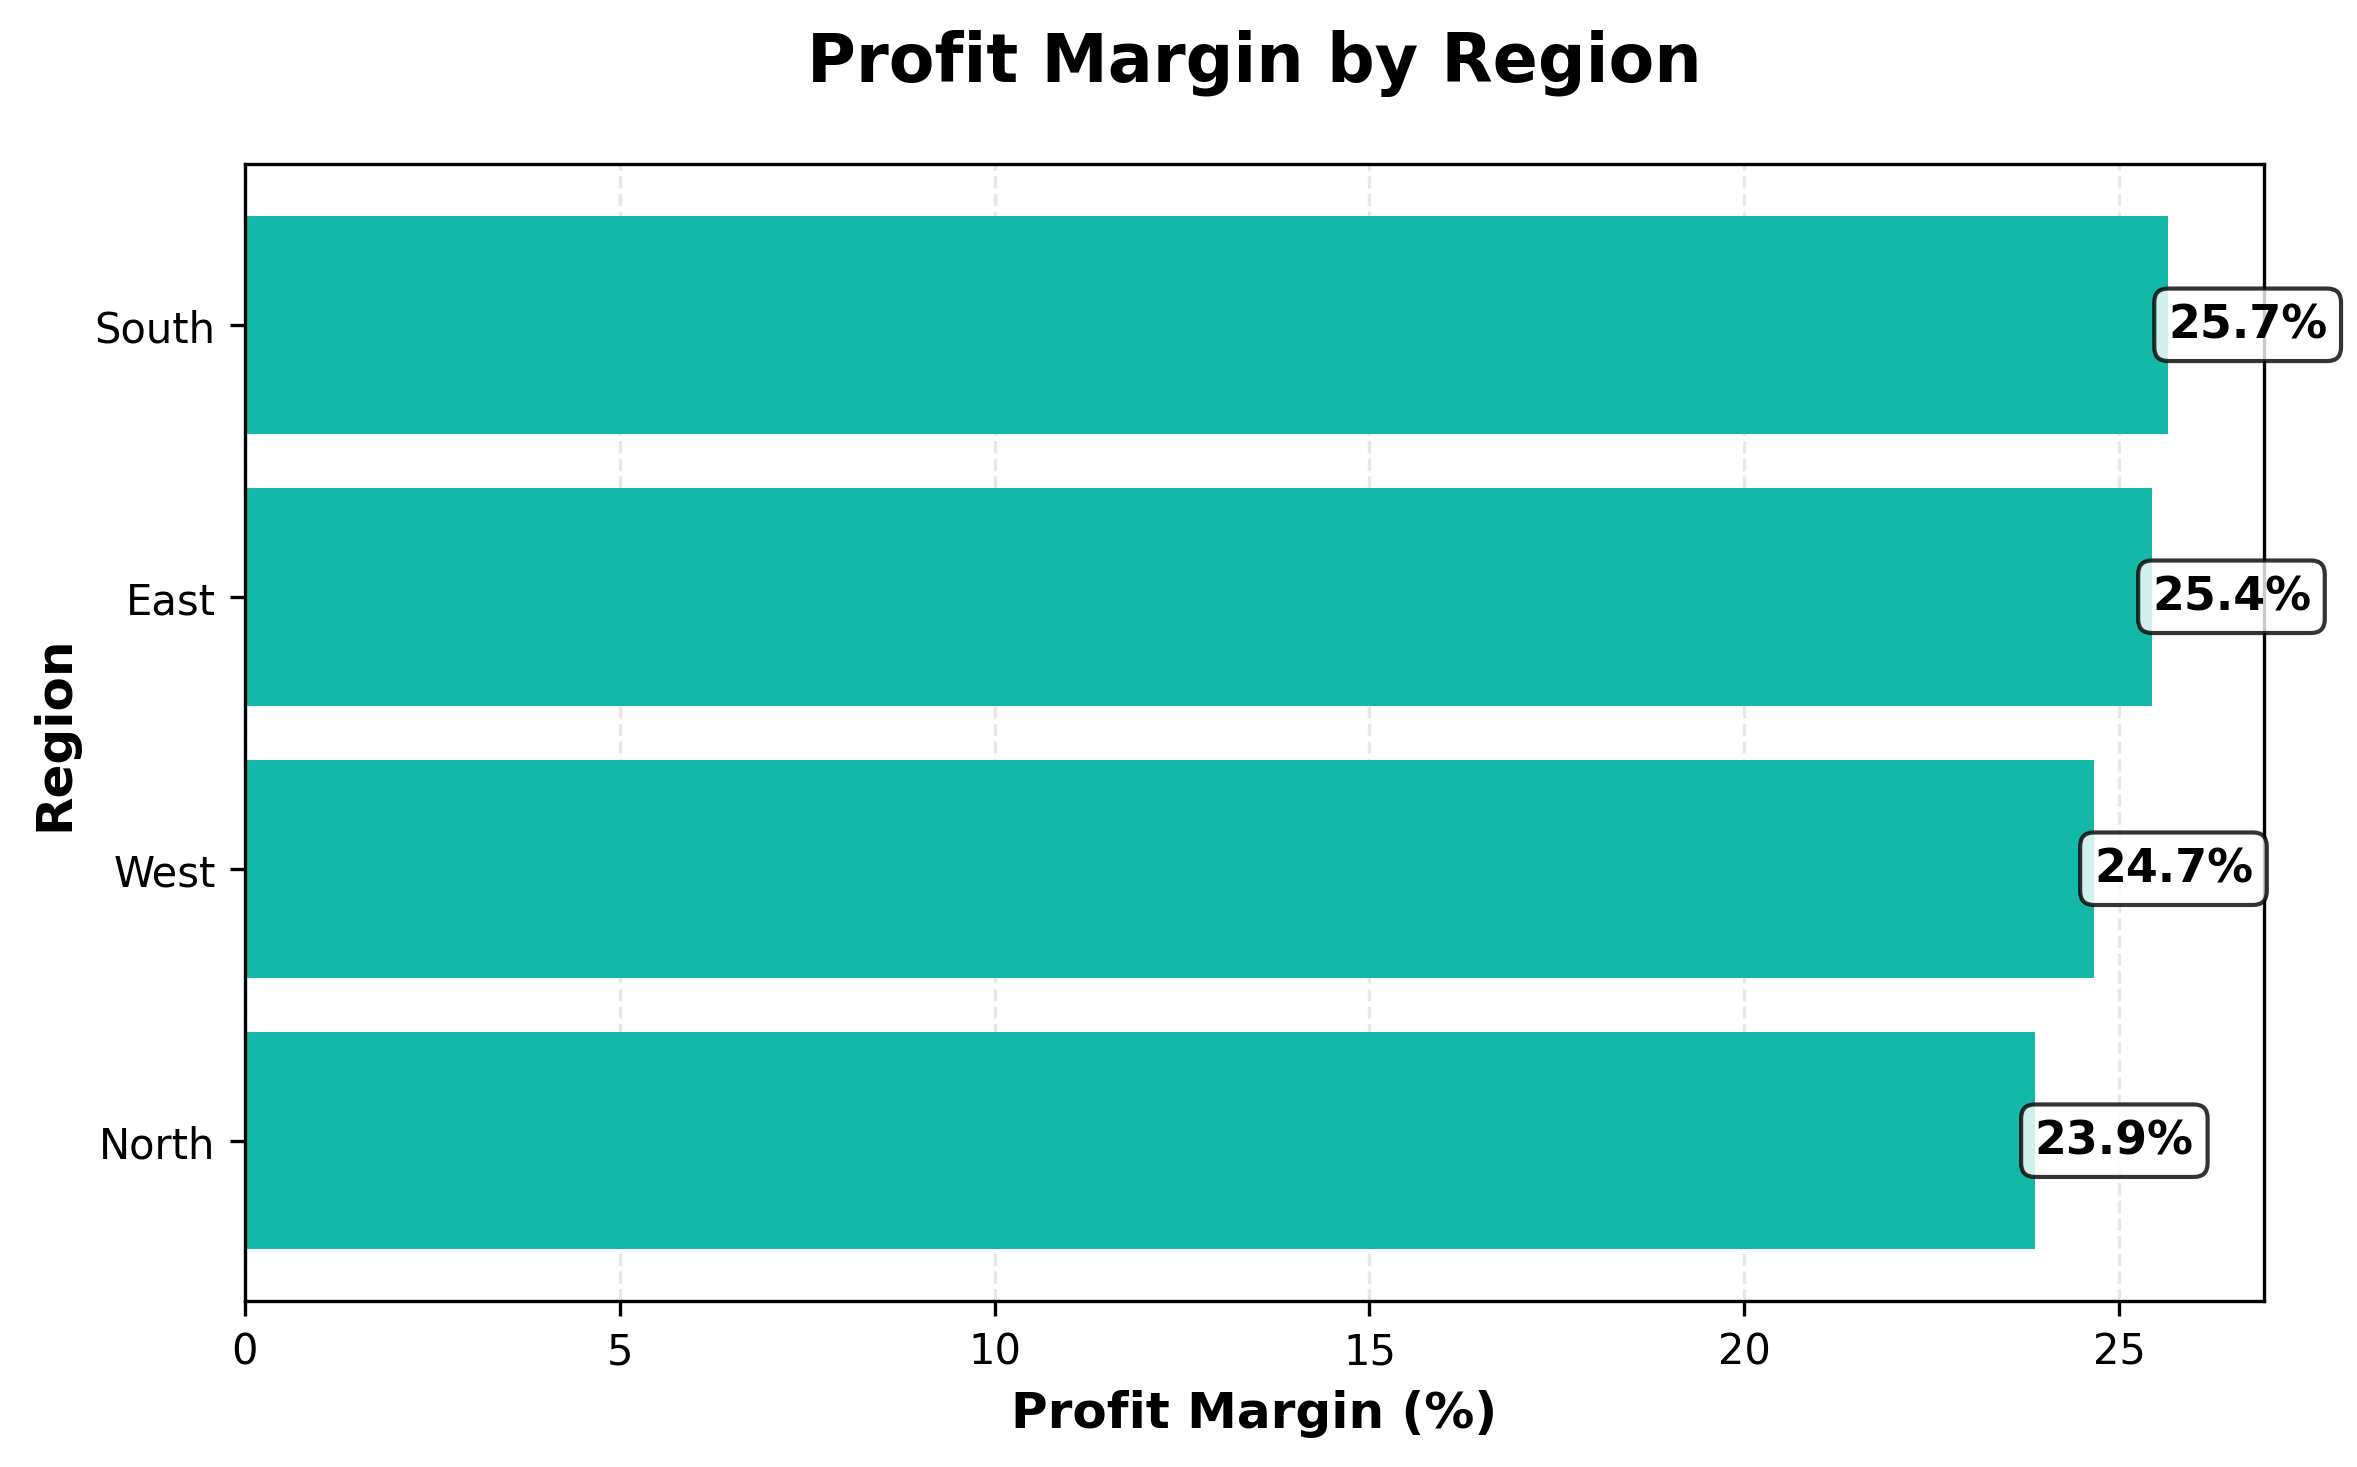 Profit Margin by Region
South
25.7%
East
25.4%
West
24.7%
North
23.9%
Region
0 5 10 15 20 25
Profit Margin (%)